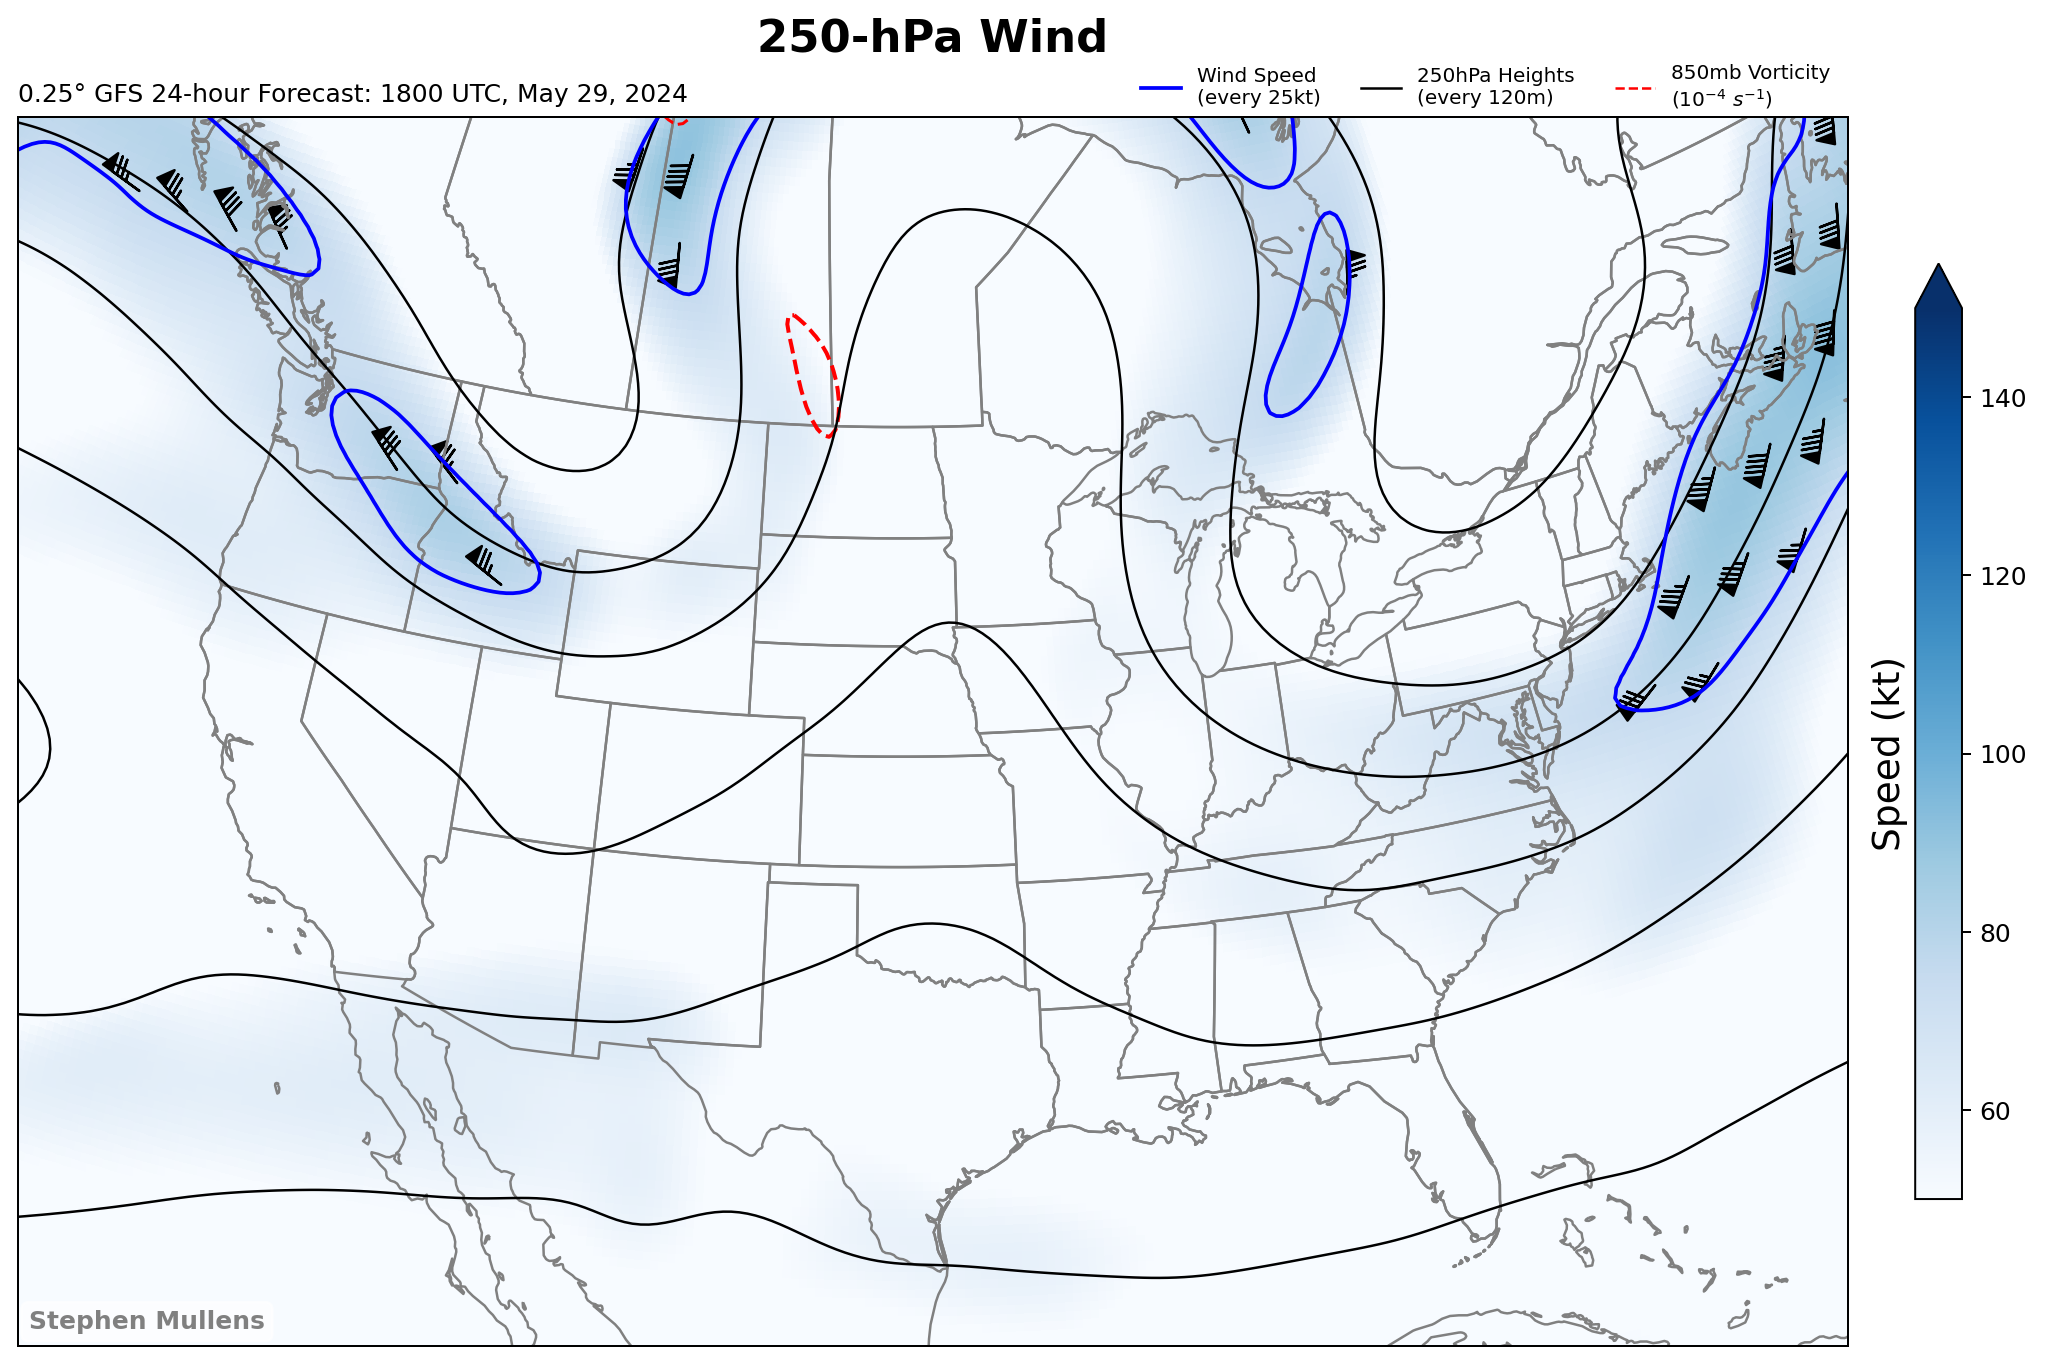 250-hPa Wind
0.25° GFS 24-hour Forecast: 1800 UTC, May 29, 2024
Wind Speed
(every 25kt)
250hPa Heights
(every 120m)
850mb Vorticity
(10⁻⁴ s⁻¹)
140
120
100
80
60
Speed (kt)
Stephen Mullens